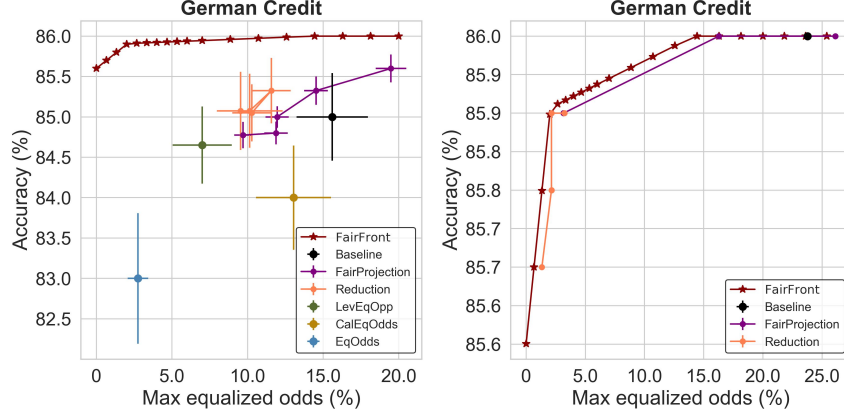 German Credit
86.0
85.5
85.0
84.5
84.0
83.5
83.0
82.5
Accuracy (%)
0
5.0
10.0
15.0
20.0
Max equalized odds (%)
FairFront
Baseline
FairProjection
Reduction
LevEqOpp
CalEqOdds
EqOdds
German Credit
86.0
85.9
85.9
85.8
85.8
85.7
85.7
85.6
85.6
Accuracy (%)
0
5.0
10.0
15.0
20.0
25.0
Max equalized odds (%)
FairFront
Baseline
FairProjection
Reduction